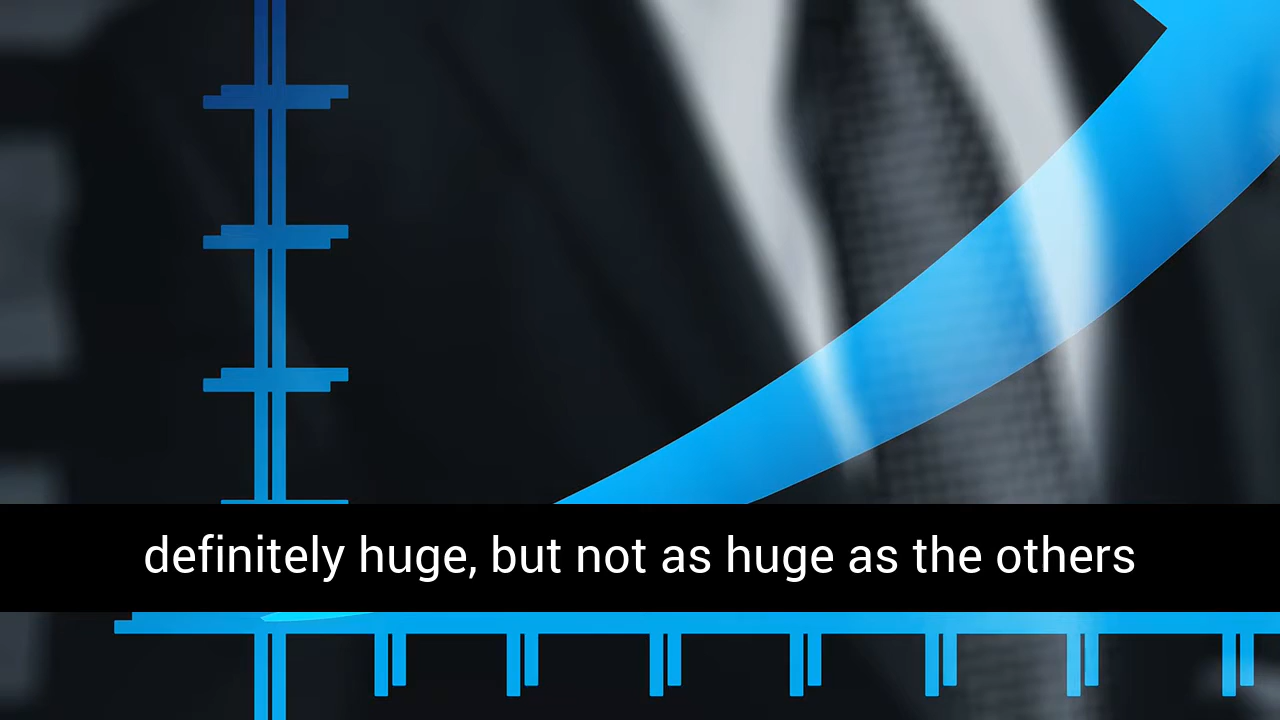 definitely huge, but not as huge as the others